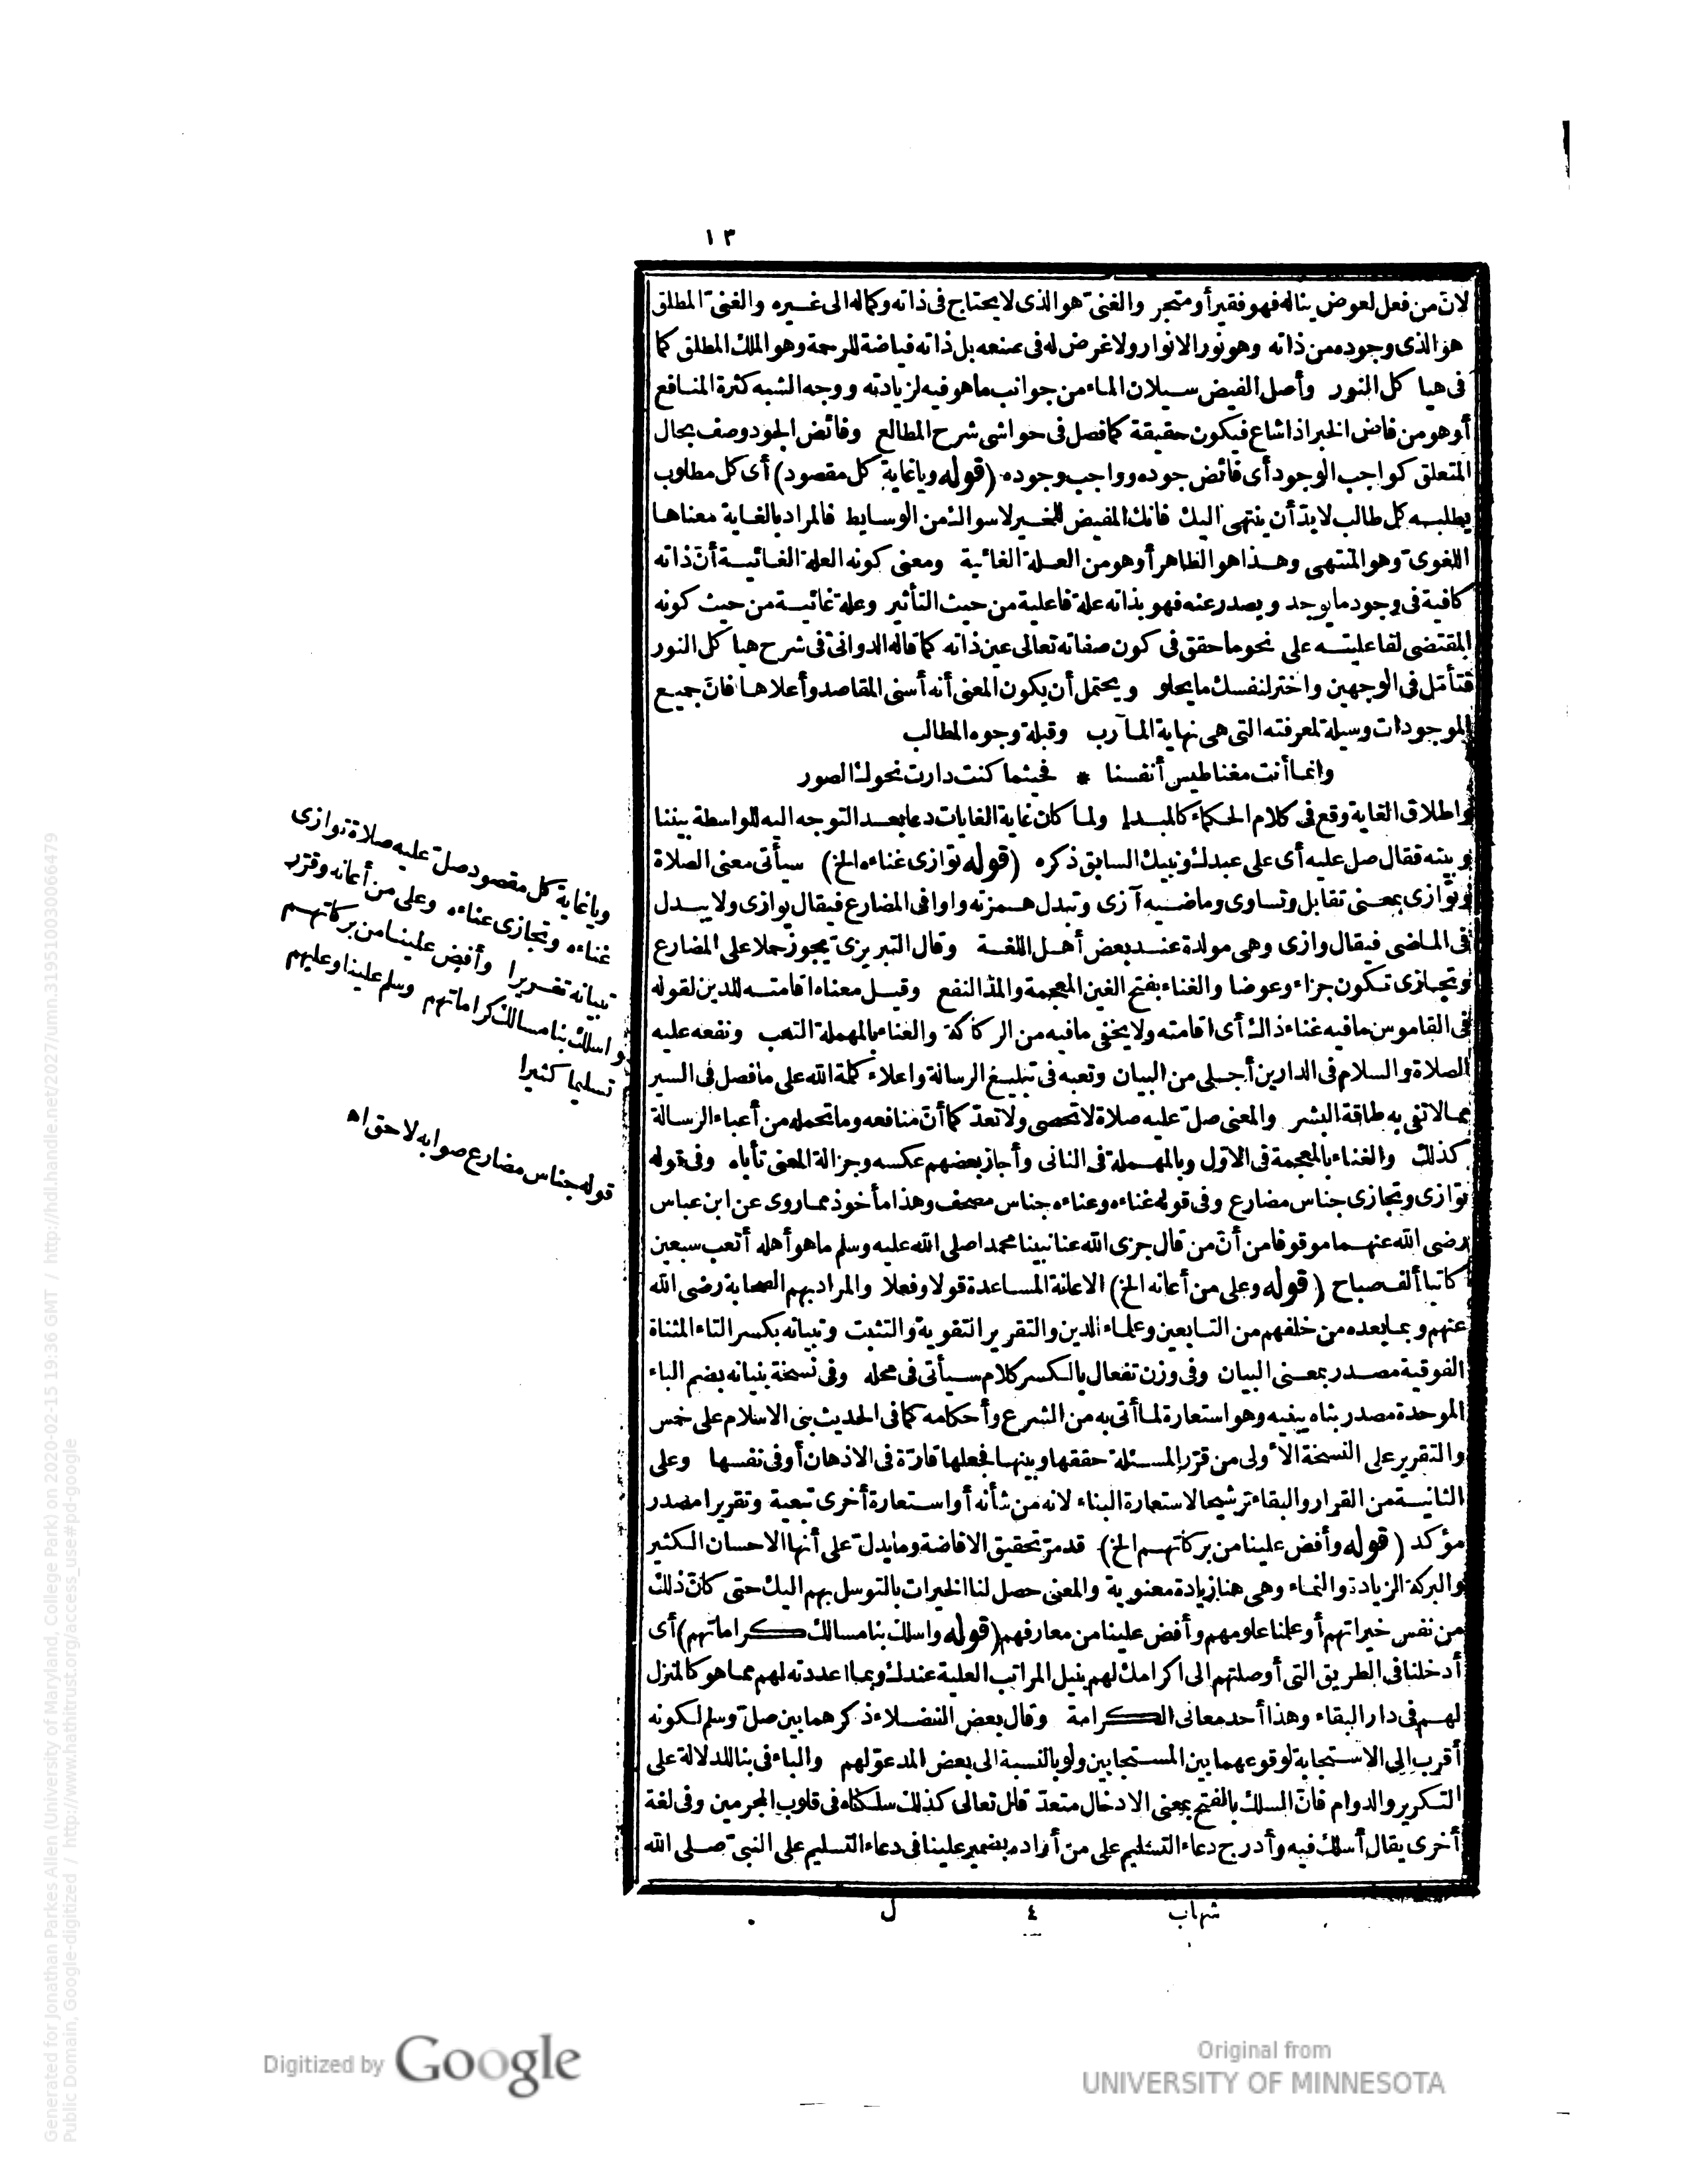 ١٣
لانّ من فعل لعوض يناله فهو فقير أو متجر والغنىّ هو الذى لا يحتاج فى ذاته وكماله الى غيره والغنىّ المطلق
هو الذى وجوده من ذاته وهو نور الانوار ولا غرض له فى صنعه بل ذاته فياضة للرحمة وهو الملك المطلق كما
فى هيا كل النور وأصل الفيض سيلان الماء من جوانب ما هو فيه لزيادته ووجه الشبه كثرة المنافع
أو هو من فاض الخبر اذا شاع فيكون حقيقة كما فصل فى حواشى شرح المطالع وفائض الجود وصف بحال
المتعلق كواجب الوجود أى فائض جوده وواجب وجوده (قوله ويا غاية كل مقصود) أى كل مطلوب
يطلبه كل طالب لابدّ أن ينتهى اليك فانك المفيض للغير لاسواك من الوسايط فالمراد بالغاية معناها
اللغوىّ وهو المنتهى وهذا هو الظاهر أو هو من العلة الغائية ومعنى كونه العلة الغائية أنّ ذاته
كافية فى وجود ما يوجد ويصدر عنه فهو بذاته علة فاعلية من حيث التأثير وعلة غائية من حيث كونه
المقتضى لفاعليته على نحو ما حقق فى كون صفاته تعالى عين ذاته كما قاله الدوانىّ فى شرح هيا كل النور
فتأمّل فى الوجهين واختر لنفسك ما يحلو ويحتمل أن يكون المعنى أنه أسنى المقاصد وأعلاها فانّ جميع
الموجودات وسيلة لمعرفته التى هى نهاية المآرب وقبلة وجوه المطالب
وانما أنت مغناطيس أنفسنا * فحيثما كنت دارت نحوك الصور
واطلاق الغاية وقع فى كلام الحكماء كالمبدا ولما كان غاية الغايات دعا بعد التوجه اليه للواسطة بيننا
وبينه فقال صل عليه أى على عبدك ونبيك السابق ذكره (قوله توازى غناءه الخ) سيأتى معنى الصلاة
وتوازى بمعنى تقابل وتساوى وماضيه آزى وتبدل همزته واوا فى المضارع فيقال يوازى ولا يبدل
فى الماضى فيقال وازى وهى مولدة عند بعض أهل اللغة وقال التبريزىّ يجوز حملا على المضارع
وتجازى تكون جزاء وعوضا والغناء بفتح الغين المعجمة والمدّ النفع وقيل معناه اقامته للدين لقوله
فى القاموس ما فيه غناء ذاك أى اقامته ولا يخفى ما فيه من الركاكة والعناء بالمهملة التعب ونفعه عليه
الصلاة والسلام فى الدارين أجلى من البيان وتعبه فى تبليغ الرسالة واعلاء كلمة الله على ما فصل فى السير
مما لا تفى به طاقة البشر والمعنى صلّ عليه صلاة لا تحصى ولا تعدّ كما أنّ منافعه وما تحمله من أعباء الرسالة
كذلك والغناء بالمعجمة فى الاوّل وبالمهملة فى الثانى وأجاز بعضهم عكسه وجزالة المعنى تأباه وفى قوله
توازى وتجازى جناس مضارع وفى قوله غناءه وعناءه جناس مصحف وهذا مأخوذ مما روى عن ابن عباس
رضى الله عنهما موقوفا من أنّ من قال جزى الله عنا نبينا محمدا صلى الله عليه وسلم ما هو أهله أتعب سبعين
كاتبا ألف صباح (قوله وعلى من أعانه الخ) الاعانة المساعدة قولا وفعلا والمراد بهم الصحابة رضى الله
عنهم وبما بعده من خلفهم من التابعين وعلماء الدين والتقرير التقوية والتثبت وتبيانه بكسر التاء المثناة
الفوقية مصدر بمعنى البيان وفى وزن تفعال بالكسر كلام سيأتى فى محله وفى نسخة بنيانه بضم الباء
الموحدة مصدر بناه يبنيه وهو استعارة لما أتى به من الشرع وأحكامه كما فى الحديث بنى الاسلام على خمس
والتقرير على النسخة الأولى من قرّر المسئلة حققها وبينها فجعلها قارّة فى الاذهان أو فى نفسها وعلى
الثانية من القرار والبقاء ترشيحا لاستعارة البناء لانه من شأنه أو استعارة أخرى تبعية وتقريرا مصدر
مؤكد (قوله وأفض علينا من بركاتهم الخ) قد مرّ تحقيق الافاضة وما يدل على أنها الاحسان الكثير
والبركة الزيادة والنماء وهى هنا زيادة معنوية والمعنى حصل لنا الخيرات بالتوسل بهم اليك حتى كانّ ذلك
من نفس خيراتهم أو علمنا علومهم وأفض علينا من معارفهم (قوله واسلك بنا مسالك كراماتهم) أى
أدخلنا فى الطريق التى أوصلتهم الى اكرامك لهم بنيل المراتب العلية عندك وبما اعددته لهم مما هو كالمنزل
لهم فى دار البقاء وهذا أحد معانى الكرامة وقال بعض الفضلاء ذكرهما بين صلّ وسلم لكونه
أقرب الى الاستجابة لوقوعهما بين المستجابين ولو بالنسبة الى بعض المدعوّ لهم والباء فى بنا للدلالة على
التكرير والدوام فانّ السلك بالفتح بمعنى الادخال متعدّ قال تعالى كذلك سلكناه فى قلوب المجرمين وفى لغة
أخرى يقال أسلك فيه وأدرج دعاء التسليم على من أراده بضمير علينا فى دعاء التسليم على النبىّ صلى الله
شهاب ٤ ل
ويا غاية كل مقصود صلّ عليه صلاة توازى
غناءه وتجازى عناءه وعلى من أعانه وقرّر
تبيانه تقريرا وأفض علينا من بركاتهم
واسلك بنا مسالك كراماتهم وسلم علينا وعليهم
تسليما كثيرا
قوله جناس مضارع صوابه لاحق اه
Generated for Jonathan Parkes Allen (University of Maryland, College Park) on 2020-02-15 19:36 GMT / http://hdl.handle.net/2027/umn.31951003006647​9
Public Domain, Google-digitized / http://www.hathitrust.org/access_use#pd-google
Digitized by Google
Original from
UNIVERSITY OF MINNESOTA